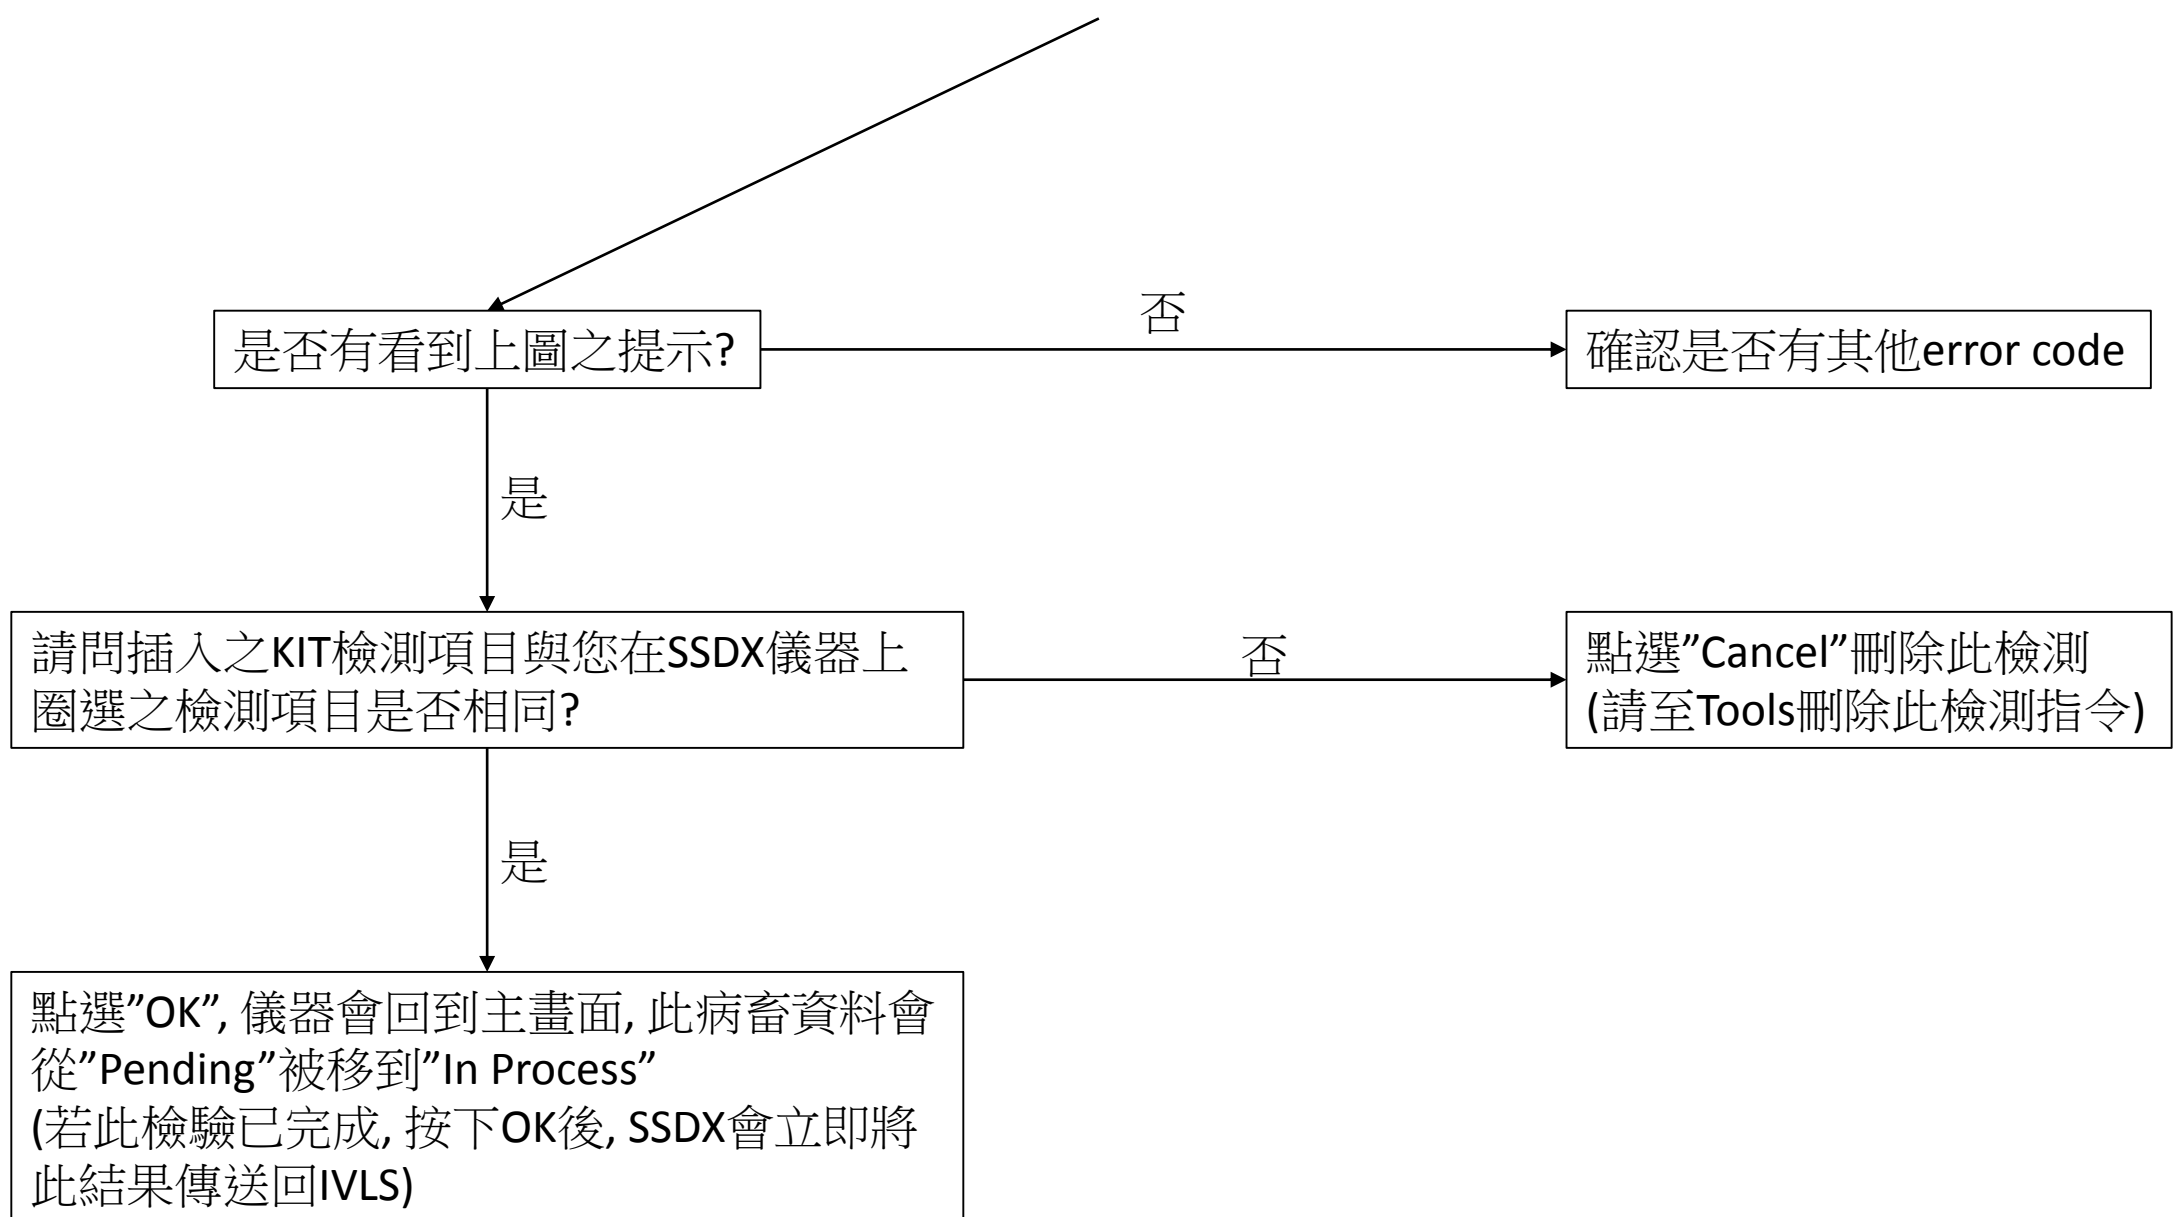 是否有看到上圖之提示?
否
確認是否有其他error code
是
請問插入之KIT檢測項目與您在SSDX儀器上
圈選之檢測項目是否相同?
否
點選”Cancel”刪除此檢測
(請至Tools刪除此檢測指令)
是
點選”OK”, 儀器會回到主畫面, 此病畜資料會
從”Pending”被移到”In Process”
(若此檢驗已完成, 按下OK後, SSDX會立即將
此結果傳送回IVLS)